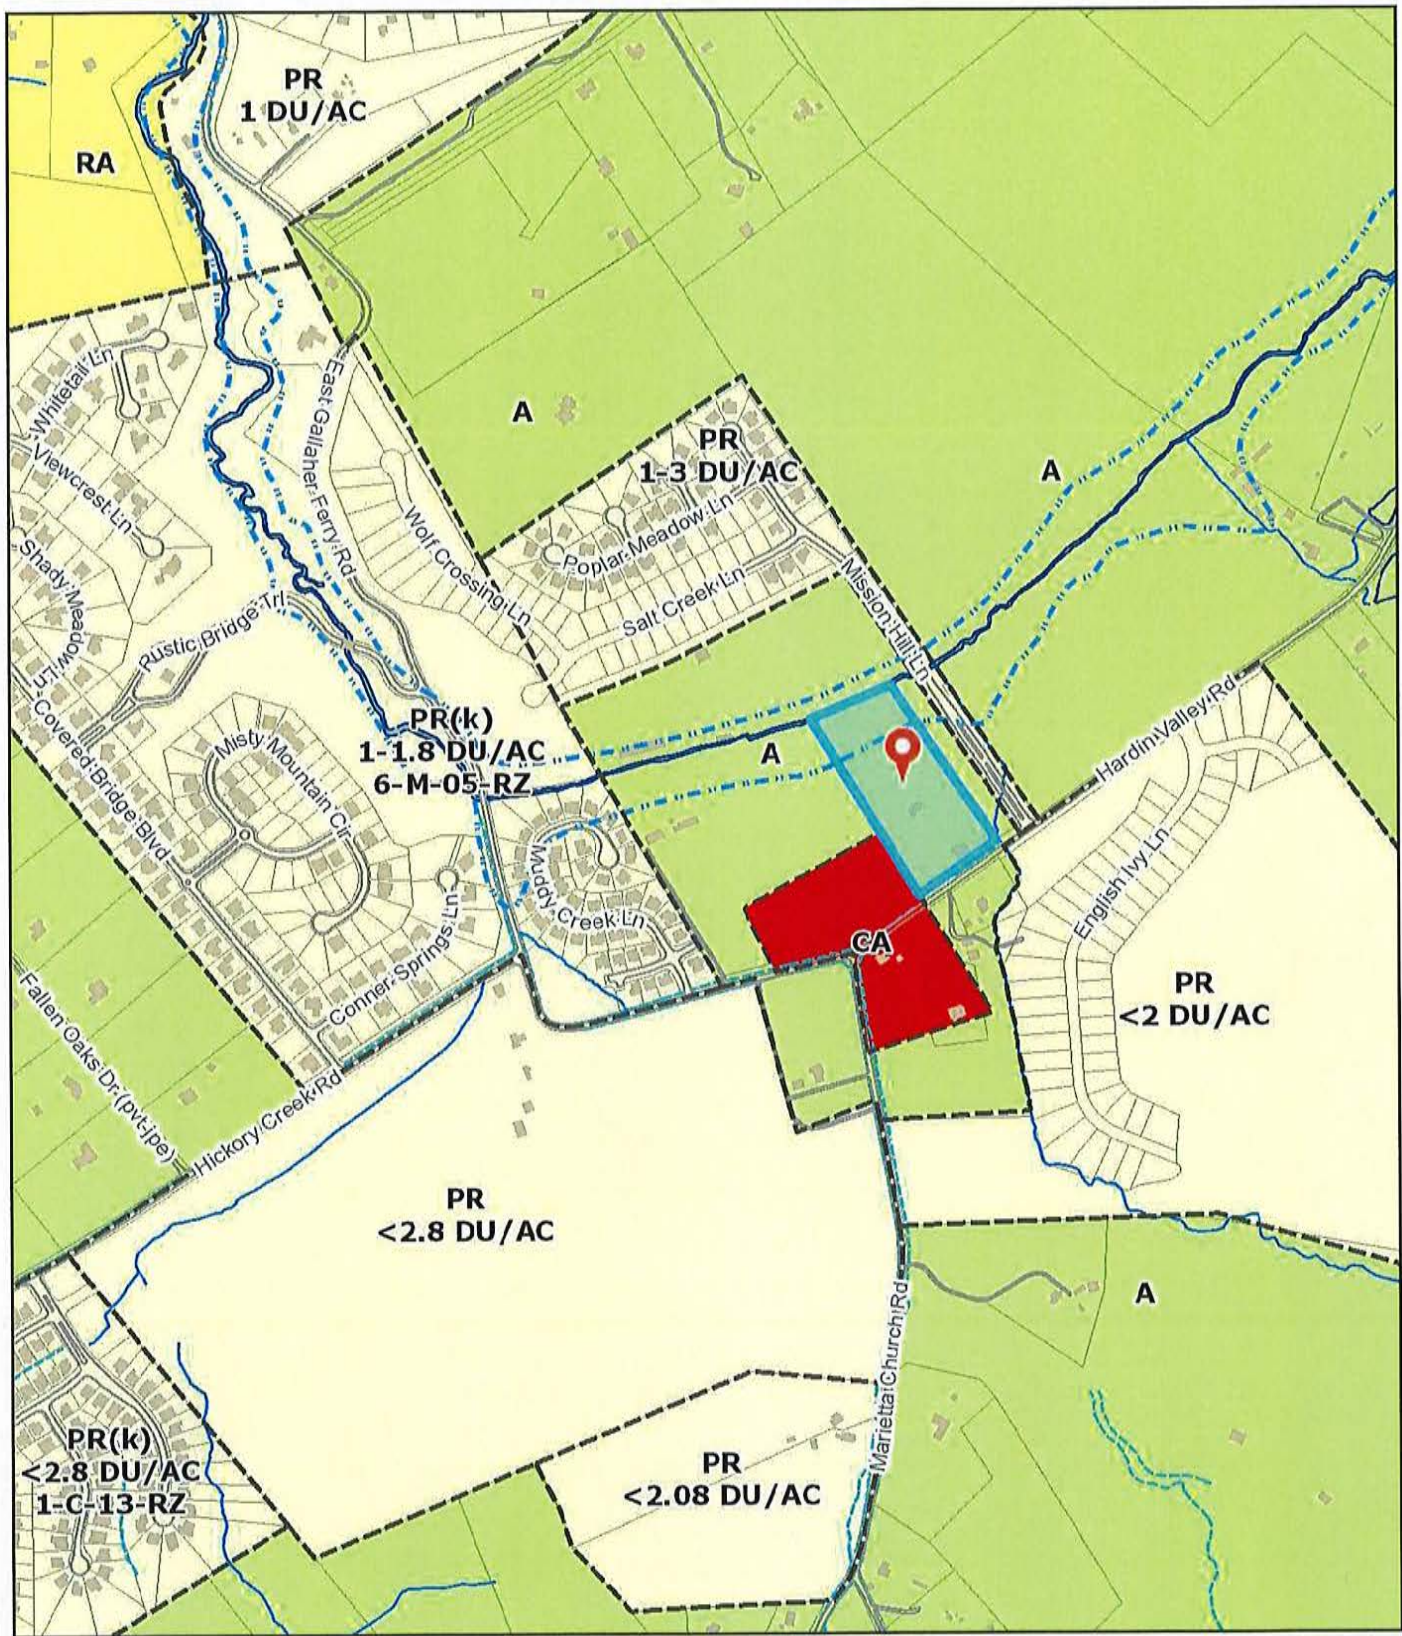 PR
1 DU/AC
RA
Whitetail Ln
Viewcrest Ln
East Gallaher Ferry Rd
A
PR
1-3 DU/AC
A
Wolf Crossing Ln
Poplar Meadow Ln
Salt Creek Ln
Mission Hill Ln
Shady Meadow Ln
Rustic Bridge Trl
Hardin Valley Rd
Covered Bridge Blvd
Misty Mountain Cir
PR(k)
1-1.8 DU/AC
6-M-05-RZ
A
Muddy Creek Ln
English Ivy Ln
Conner Springs Ln
CA
PR
<2 DU/AC
Fallen Oaks Dr (pvt-jpe)
Hickory Creek Rd
PR
<2.8 DU/AC
A
Marietta Church Rd
PR(k)
<2.8 DU/AC
1-C-13-RZ
PR
<2.08 DU/AC